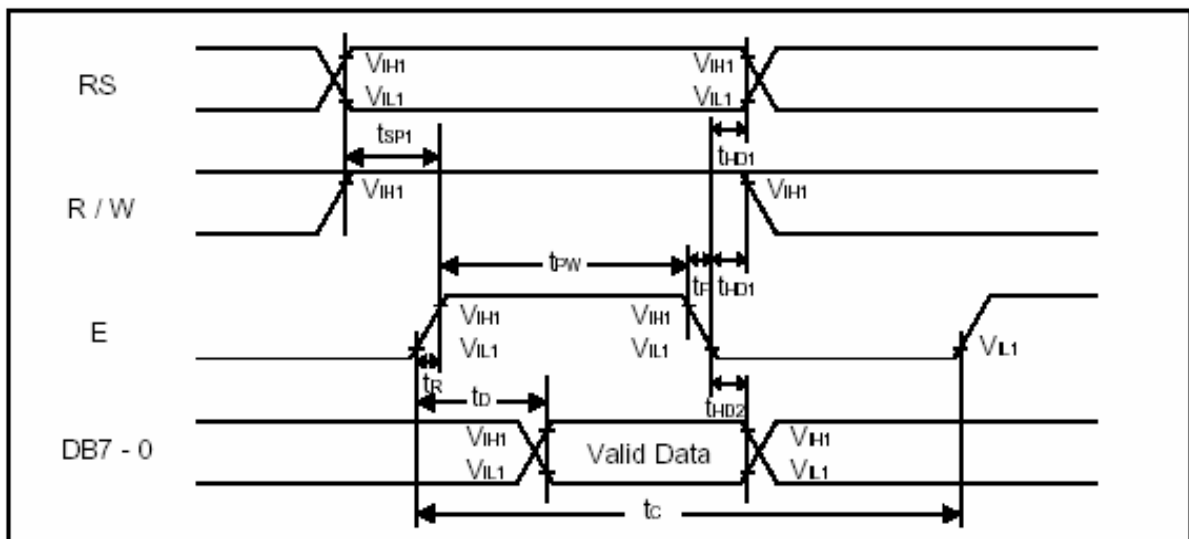 RS
VIH1
VIL1
VIH1
VIL1
tSP1
tHD1
R / W
VIH1
VIH1
tPW
tF
tHD1
E
VIH1
VIL1
VIH1
VIL1
VIL1
tR
tD
tHD2
DB7 - 0
VIH1
VIL1
Valid Data
VIH1
VIL1
tC